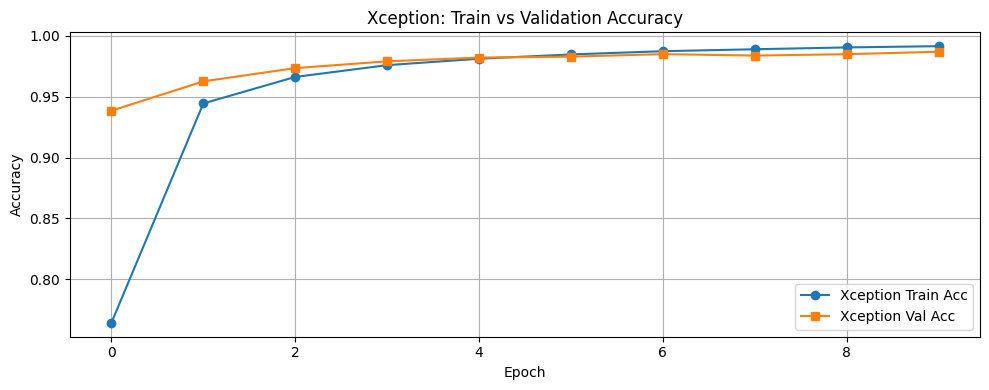 Xception: Train vs Validation Accuracy
1.00
0.95
0.90
0.85
0.80
Accuracy
Xception Train Acc
Xception Val Acc
0 2 4 6 8
Epoch